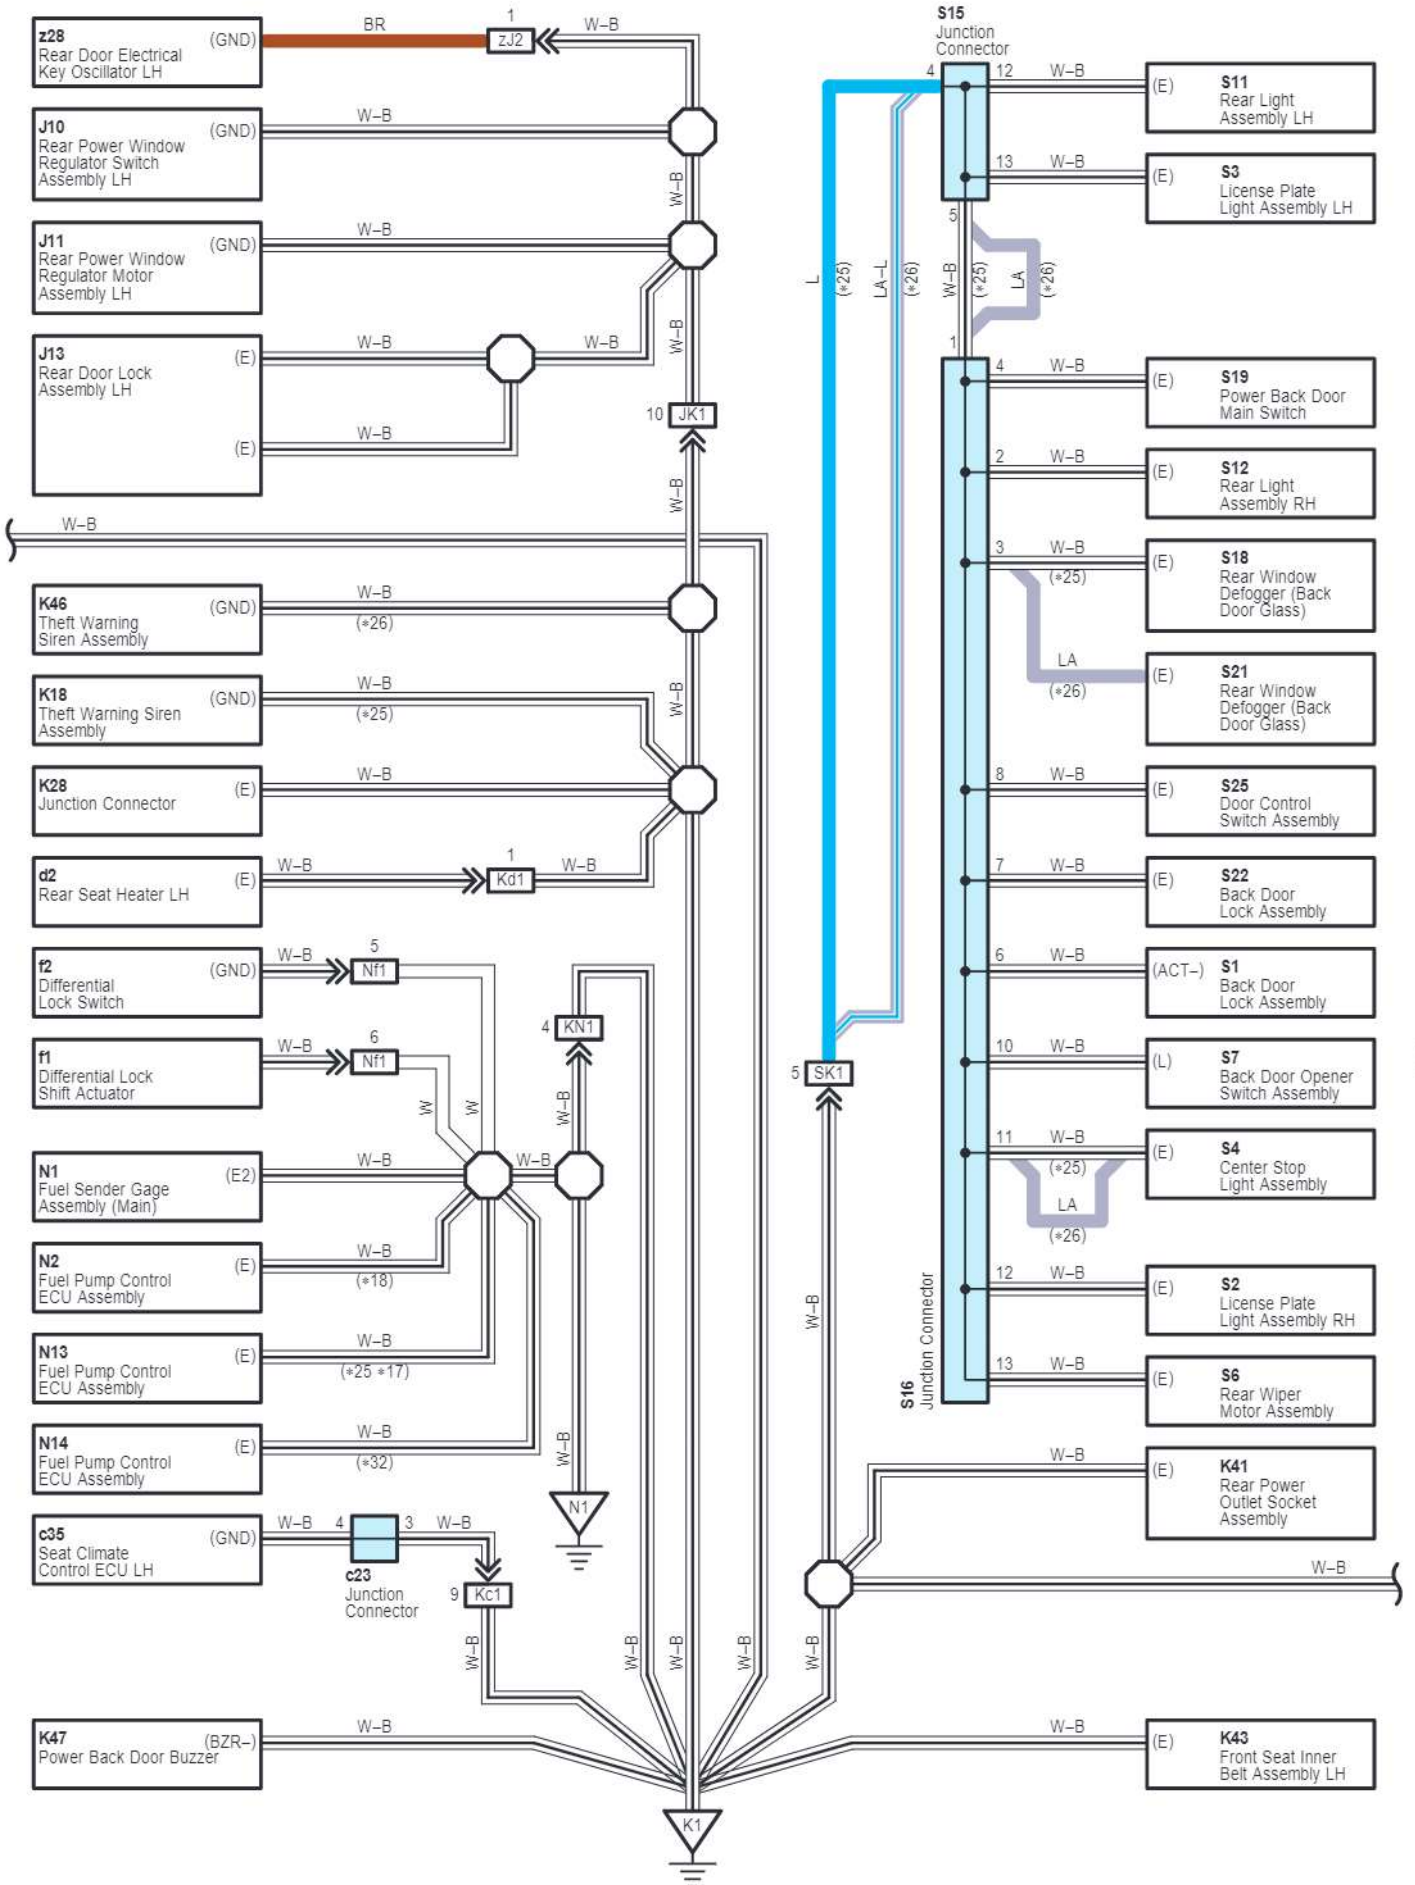 z28
(GND)
Rear Door Electrical
Key Oscillator LH
BR
1
zJ2
W–B
J10
(GND)
Rear Power Window
Regulator Switch
Assembly LH
W–B
W–B
J11
(GND)
Rear Power Window
Regulator Motor
Assembly LH
W–B
W–B
J13
(E)
Rear Door Lock
Assembly LH
(E)
W–B
W–B
W–B
10 JK1
W–B
W–B
K46
(GND)
Theft Warning
Siren Assembly
W–B
(*26)
K18
(GND)
Theft Warning Siren
Assembly
W–B
(*25)
W–B
K28
(E)
Junction Connector
W–B
d2
(E)
Rear Seat Heater LH
W–B
1
Kd1
W–B
f2
(GND)
Differential
Lock Switch
W–B
5
Nf1
f1
Differential Lock
Shift Actuator
W–B
6
Nf1
W
W
4 KN1
W–B
N1
(E2)
Fuel Sender Gage
Assembly (Main)
W–B
W–B
N2
(E)
Fuel Pump Control
ECU Assembly
W–B
(*18)
N13
(E)
Fuel Pump Control
ECU Assembly
W–B
(*25 *17)
N14
(E)
Fuel Pump Control
ECU Assembly
W–B
(*32)
W–B
N1
c35
(GND)
Seat Climate
Control ECU LH
W–B
4
3
W–B
c23
Junction
Connector
9 Kc1
W–B
W–B
W–B
W–B
W–B
K47
(BZR–)
Power Back Door Buzzer
W–B
K1
S15
Junction
Connector
4
12
W–B
(E)
S11
Rear Light
Assembly LH
13
W–B
(E)
S3
License Plate
Light Assembly LH
5
L
(*25)
LA–L
(*26)
W–B
(*25)
LA
(*26)
1
4
W–B
(E)
S19
Power Back Door
Main Switch
2
W–B
(E)
S12
Rear Light
Assembly RH
3
W–B
(*25)
(E)
S18
Rear Window
Defogger (Back
Door Glass)
LA
(*26)
(E)
S21
Rear Window
Defogger (Back
Door Glass)
8
W–B
(E)
S25
Door Control
Switch Assembly
7
W–B
(E)
S22
Back Door
Lock Assembly
6
W–B
(ACT–)
S1
Back Door
Lock Assembly
10
W–B
(L)
S7
Back Door Opener
Switch Assembly
5 SK1
11
W–B
(*25)
(E)
S4
Center Stop
Light Assembly
LA
(*26)
12
W–B
(E)
S2
License Plate
Light Assembly RH
13
W–B
(E)
S6
Rear Wiper
Motor Assembly
S16
Junction Connector
W–B
W–B
(E)
K41
Rear Power
Outlet Socket
Assembly
W–B
W–B
(E)
K43
Front Seat Inner
Belt Assembly LH